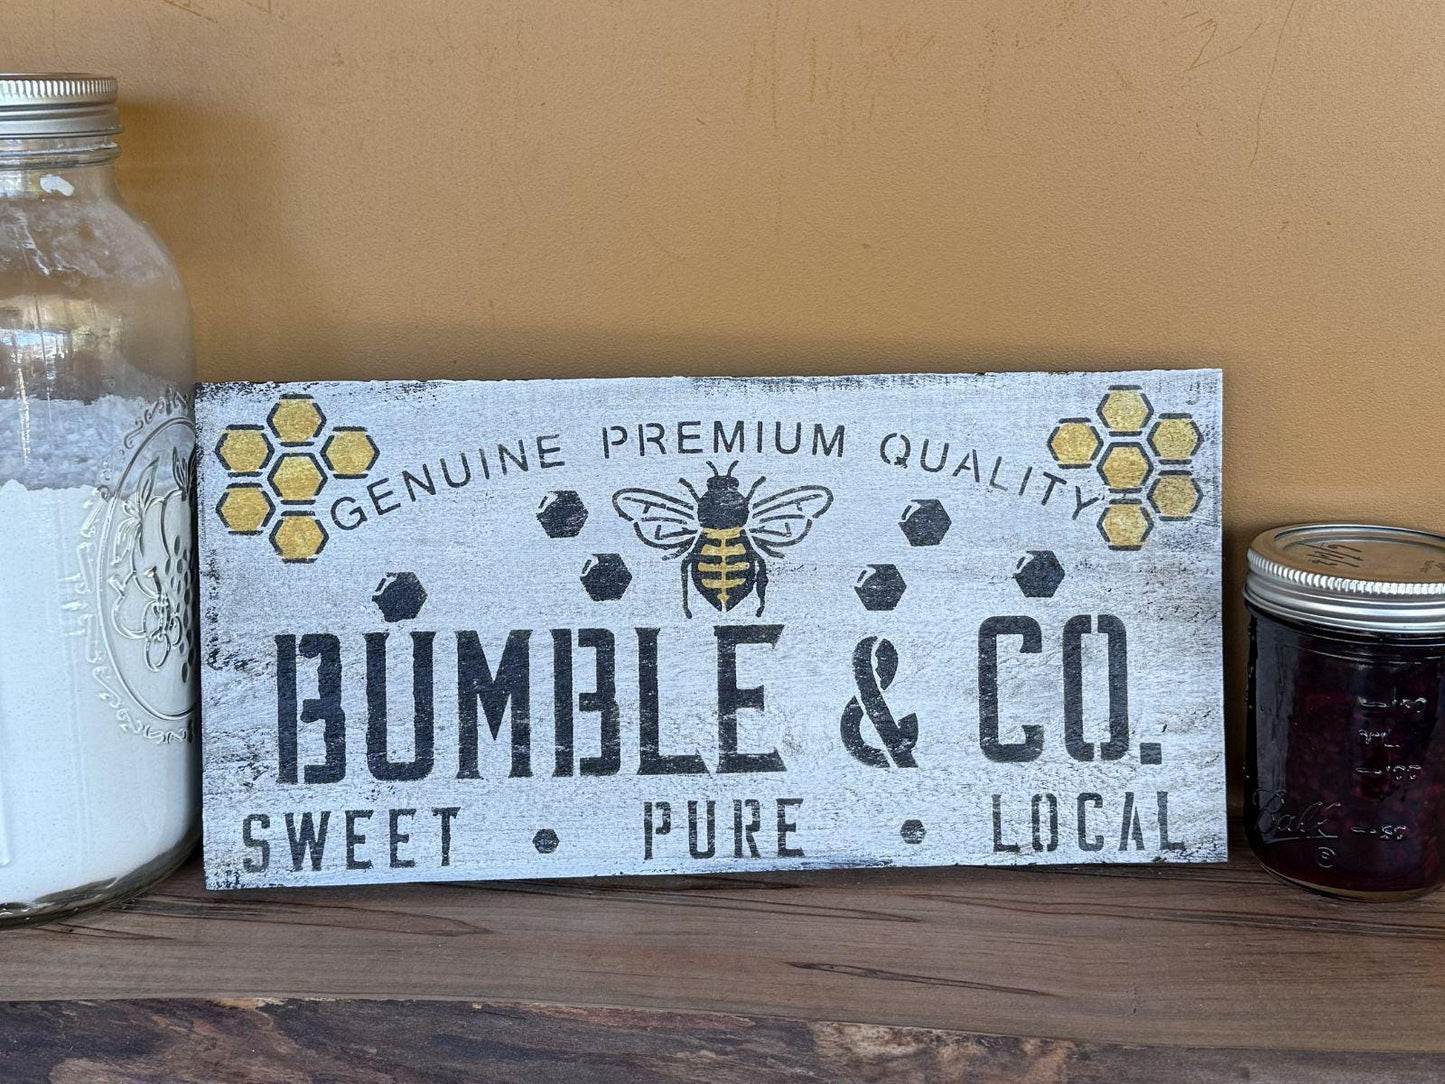 GENUINE PREMIUM QUALITY
BUMBLE & CO.
SWEET • PURE • LOCAL